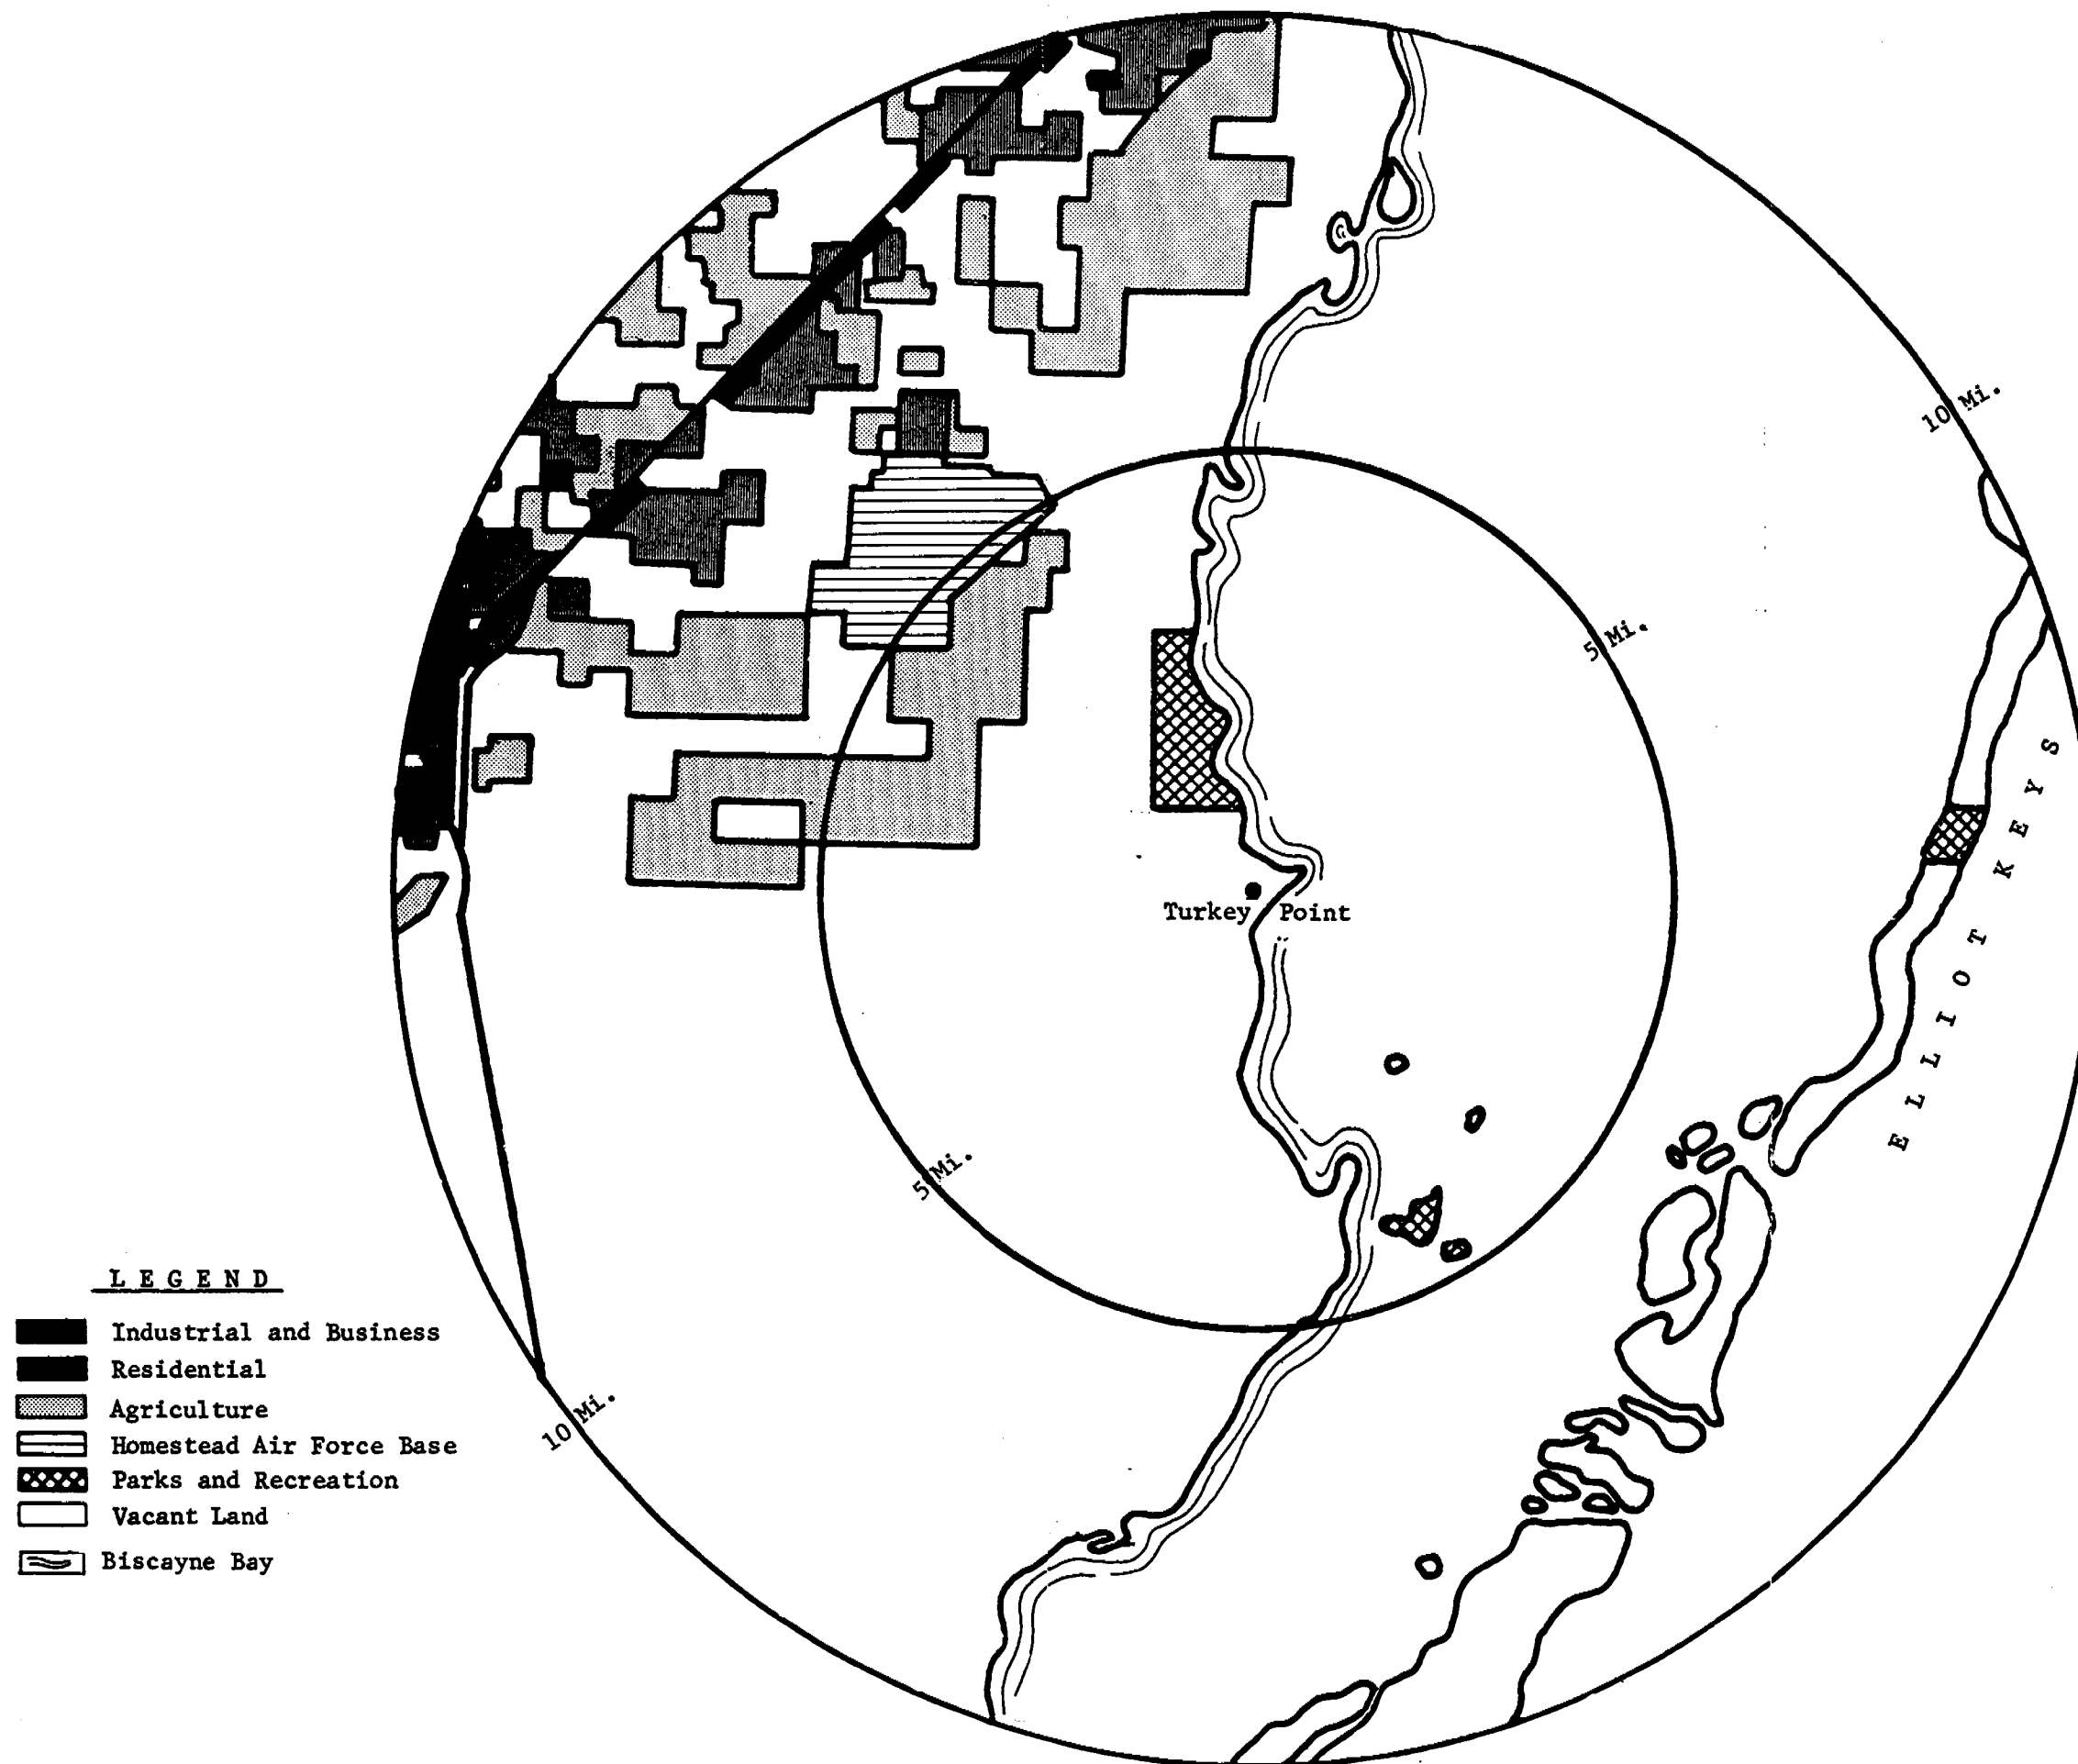 10 Mi.
5 Mi.
ELLIOT KEYS
Turkey Point
5 Mi.
10 Mi.
LEGEND
Industrial and Business
Residential
Agriculture
Homestead Air Force Base
Parks and Recreation
Vacant Land
Biscayne Bay